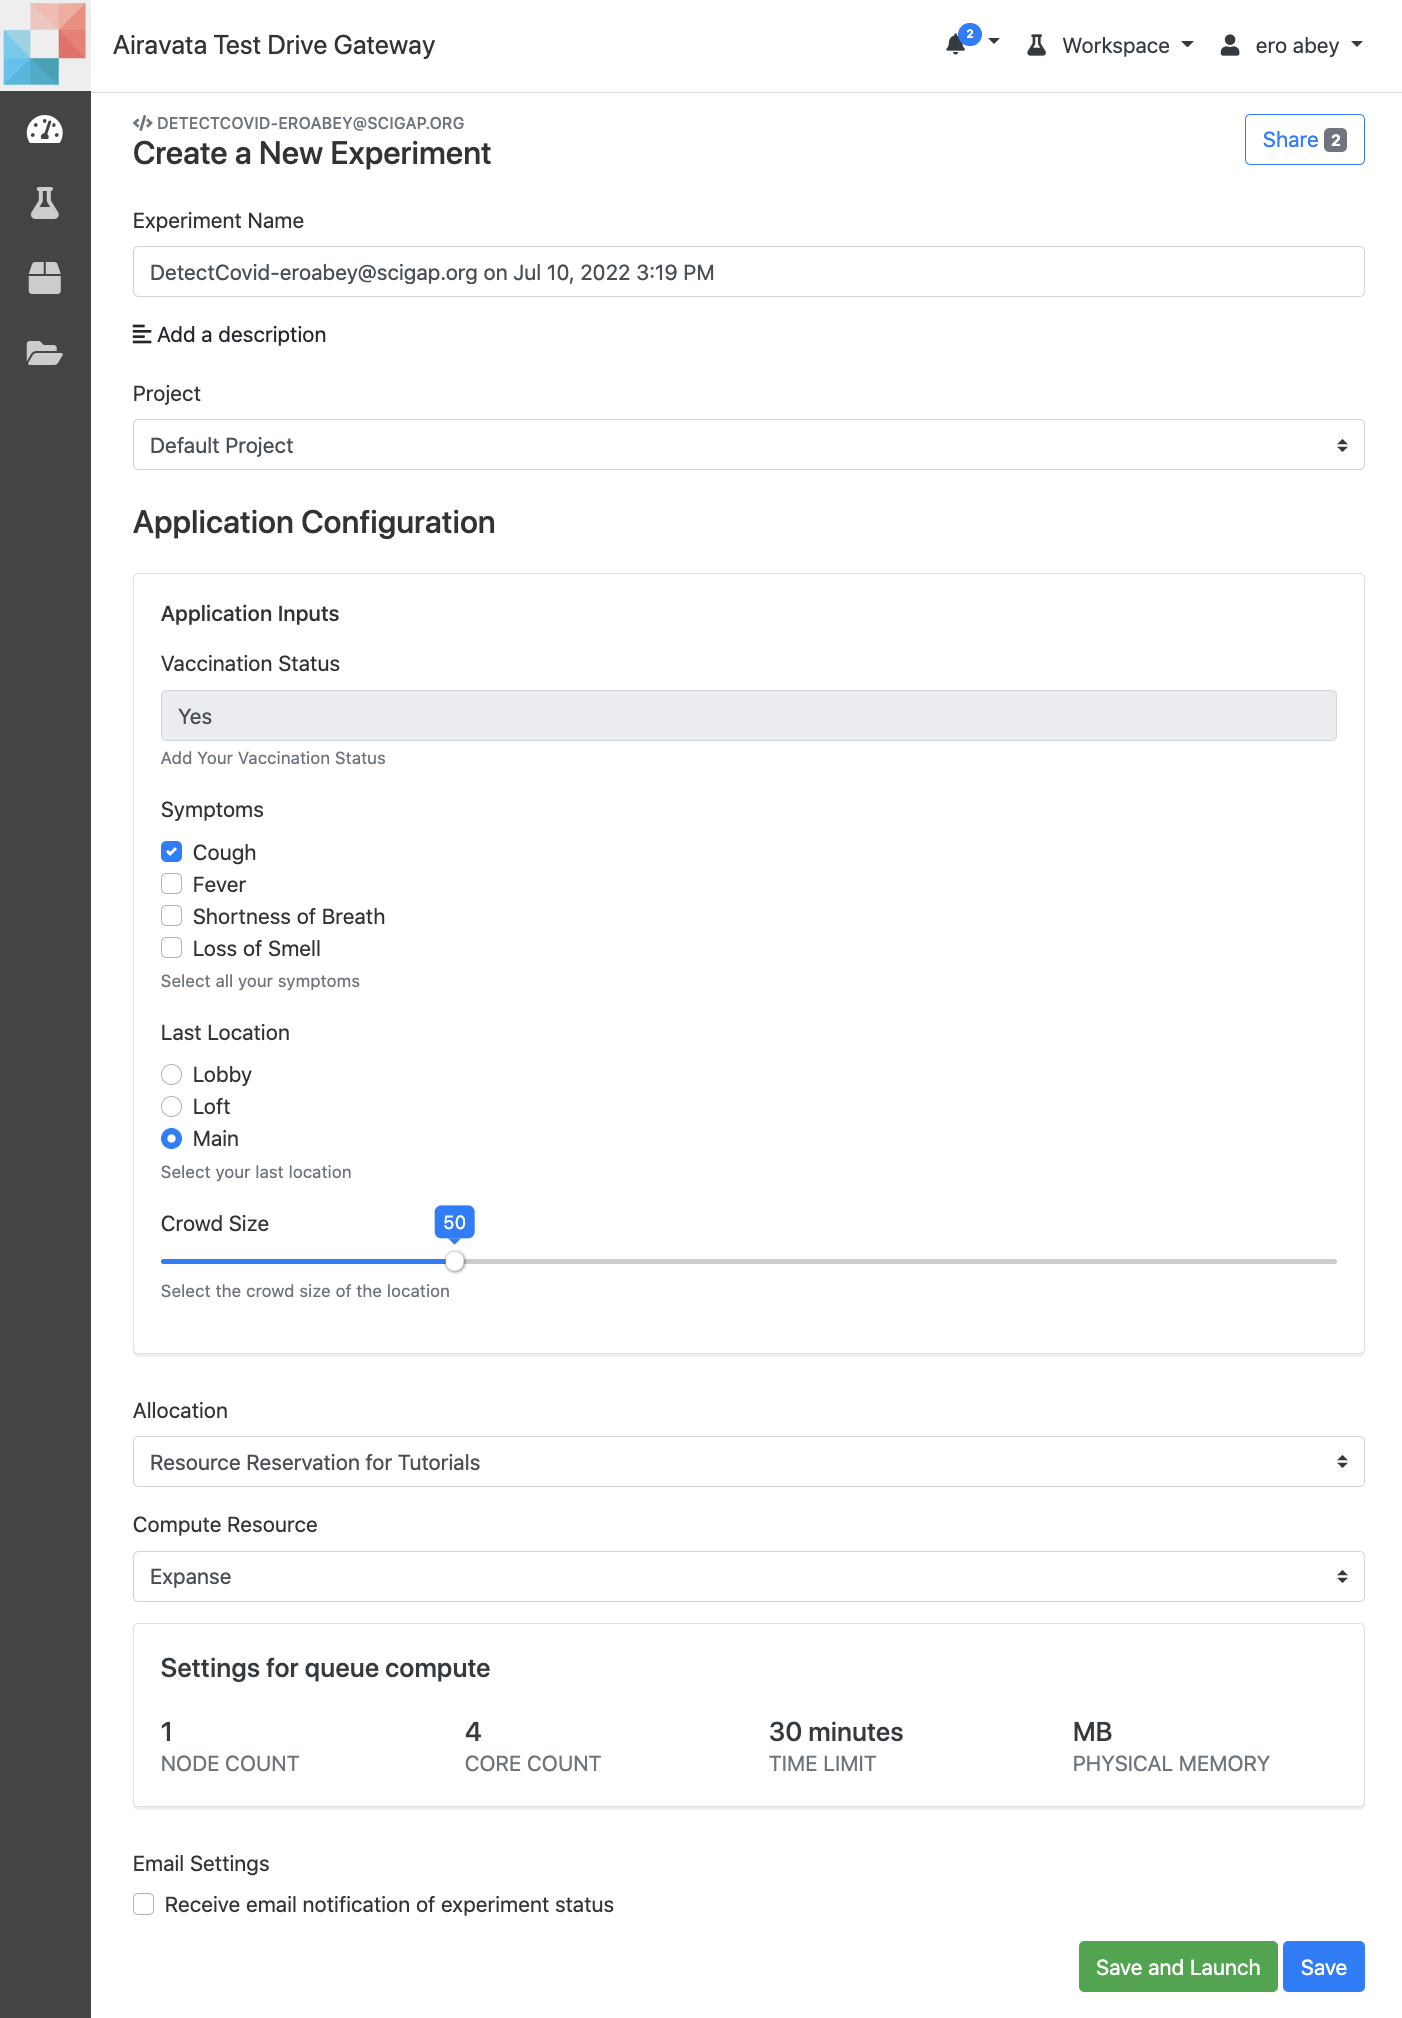 Airavata Test Drive Gateway
2
Workspace
ero abey
DETECTCOVID-EROABEY@SCIGAP.ORG
Create a New Experiment
Share 2
Experiment Name
DetectCovid-eroabey@scigap.org on Jul 10, 2022 3:19 PM
Add a description
Project
Default Project
Application Configuration
Application Inputs
Vaccination Status
Yes
Add Your Vaccination Status
Symptoms
Cough
Fever
Shortness of Breath
Loss of Smell
Select all your symptoms
Last Location
Lobby
Loft
Main
Select your last location
Crowd Size
50
Select the crowd size of the location
Allocation
Resource Reservation for Tutorials
Compute Resource
Expanse
Settings for queue compute
1 4 30 minutes MB
NODE COUNT CORE COUNT TIME LIMIT PHYSICAL MEMORY
Email Settings
Receive email notification of experiment status
Save and Launch Save